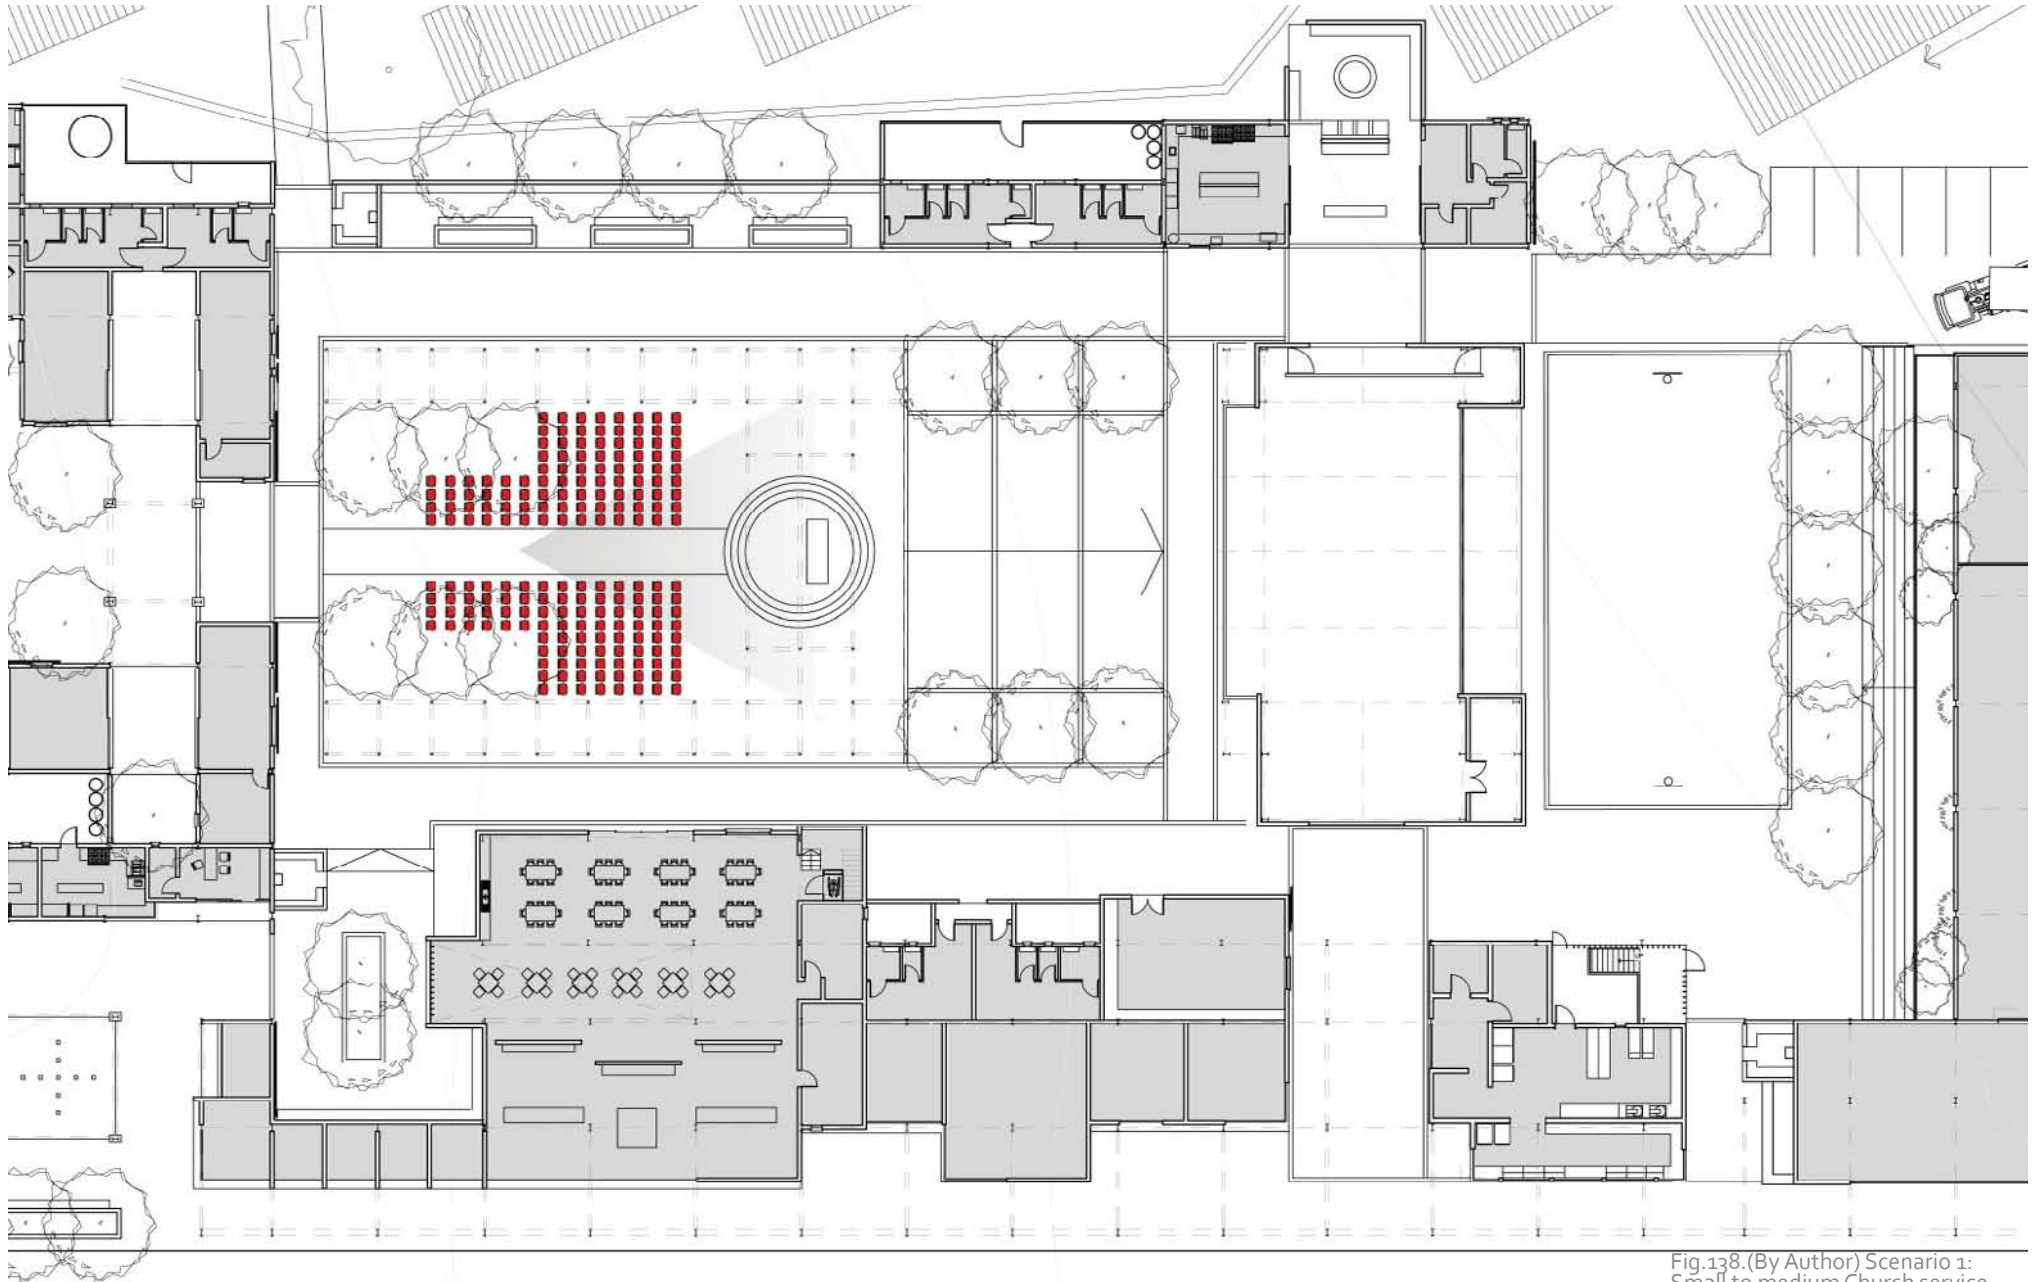 Fig.138.(By Author) Scenario 1:
Small to medium Church service